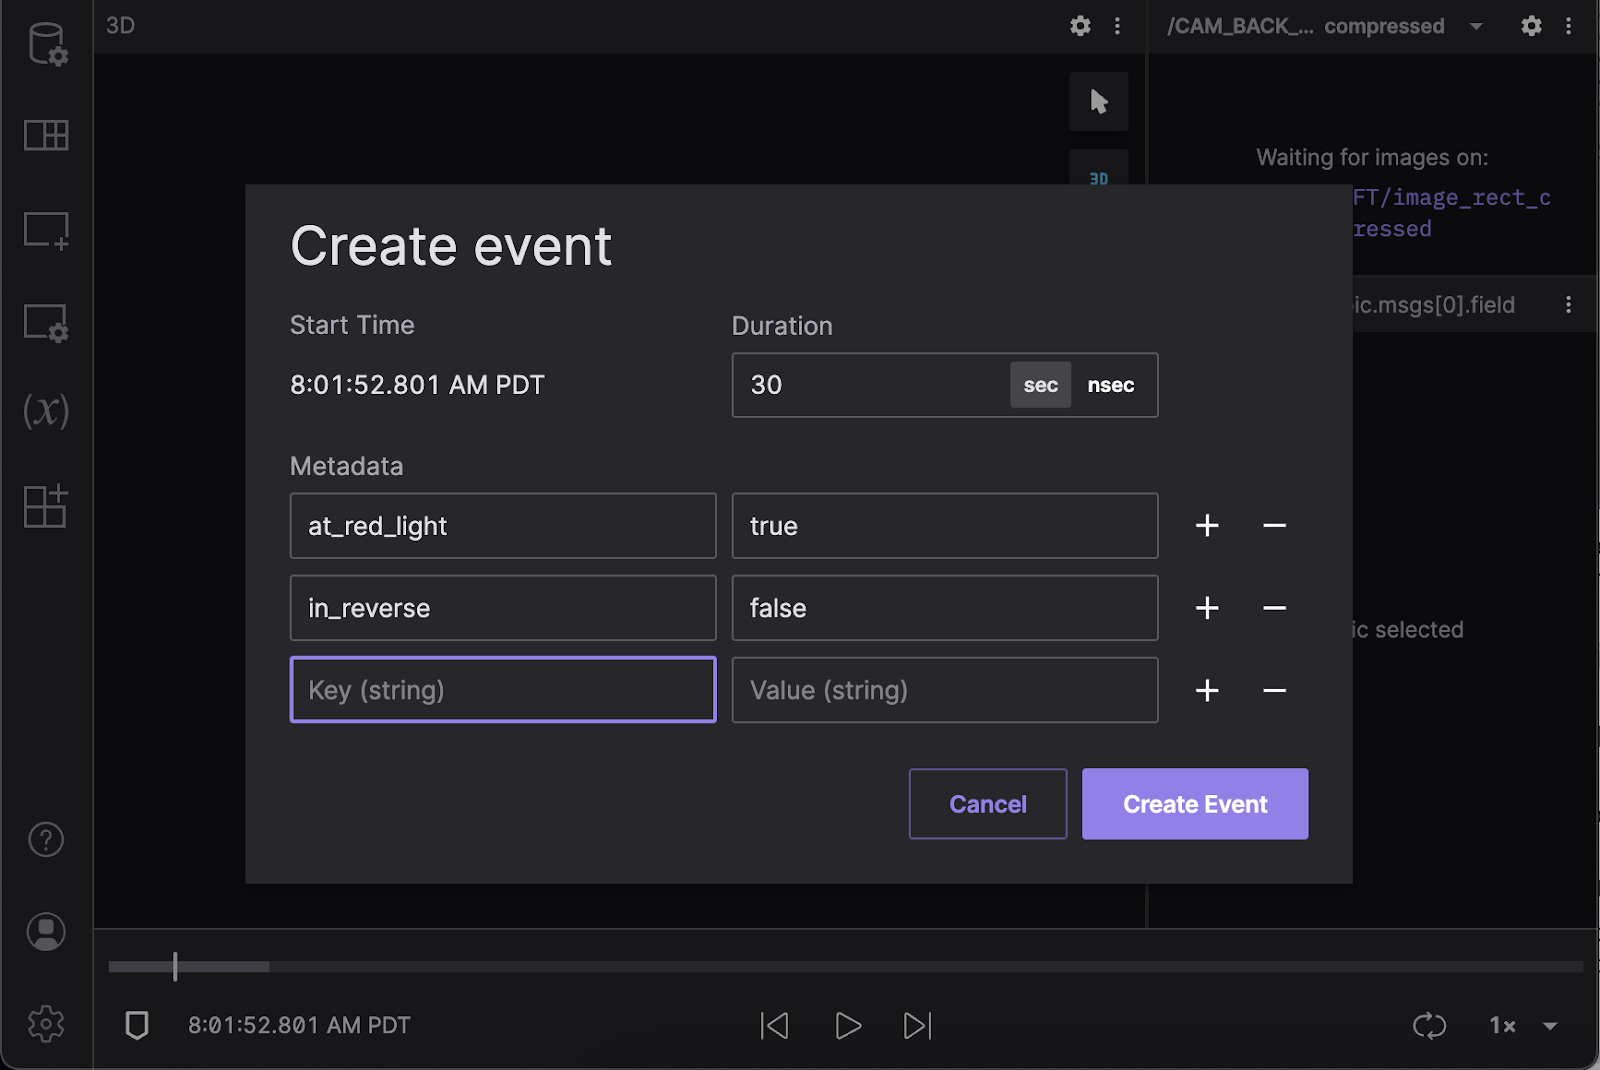 3D
/CAM_BACK_... compressed
3D
Waiting for images on:
FT/image_rect_c
ressed
ic.msgs[0].field
ic selected
Create event
Start Time
Duration
8:01:52.801 AM PDT
30 sec nsec
Metadata
at_red_light true
in_reverse false
Key (string) Value (string)
Cancel Create Event
(x)
?
8:01:52.801 AM PDT
1×